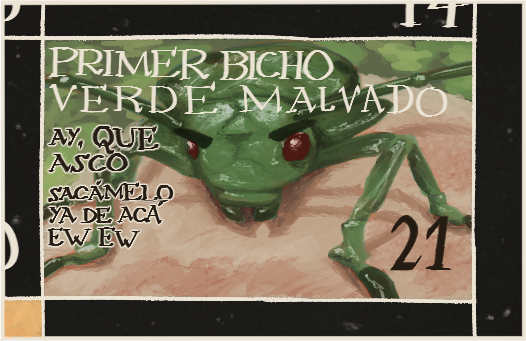 14
PRIMER BICHO
VERDE MALVADO
AY, QUE
ASCO
SACÁMELO
YA DE ACÁ
EW EW
21